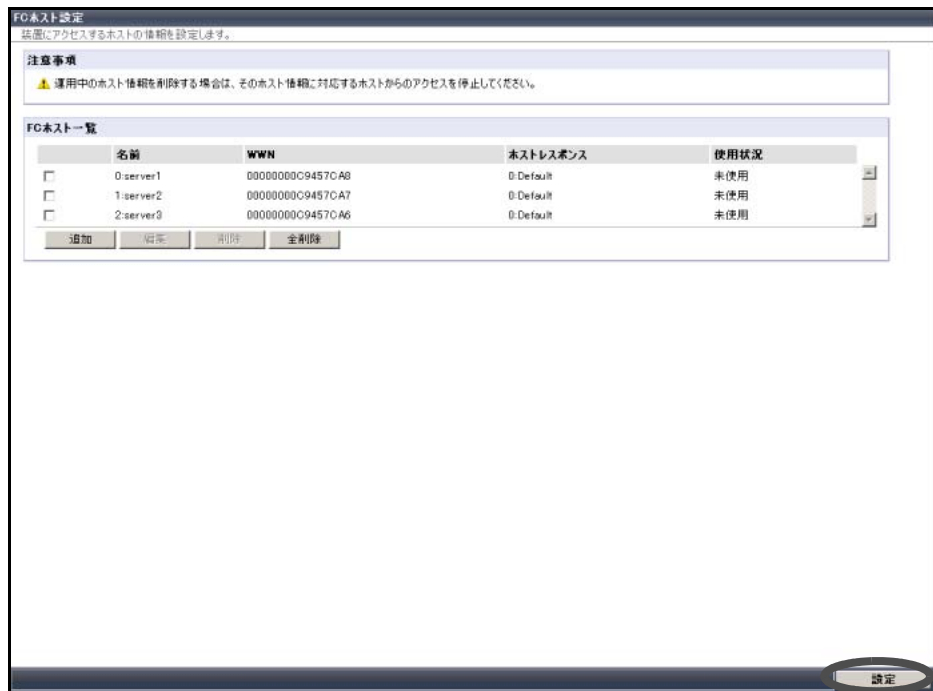 FCホスト設定
装置にアクセスするホストの情報を設定します。
注意事項
運用中のホスト情報を削除する場合は、そのホスト情報に対応するホストからのアクセスを停止してください。
FCホスト一覧
名前 WWN ホストレスポンス 使用状況
0:server1 00000000C9457CA8 0:Default 未使用
1:server2 00000000C9457CA7 0:Default 未使用
2:server3 00000000C9457CA6 0:Default 未使用
追加 編集 削除 全削除
設定